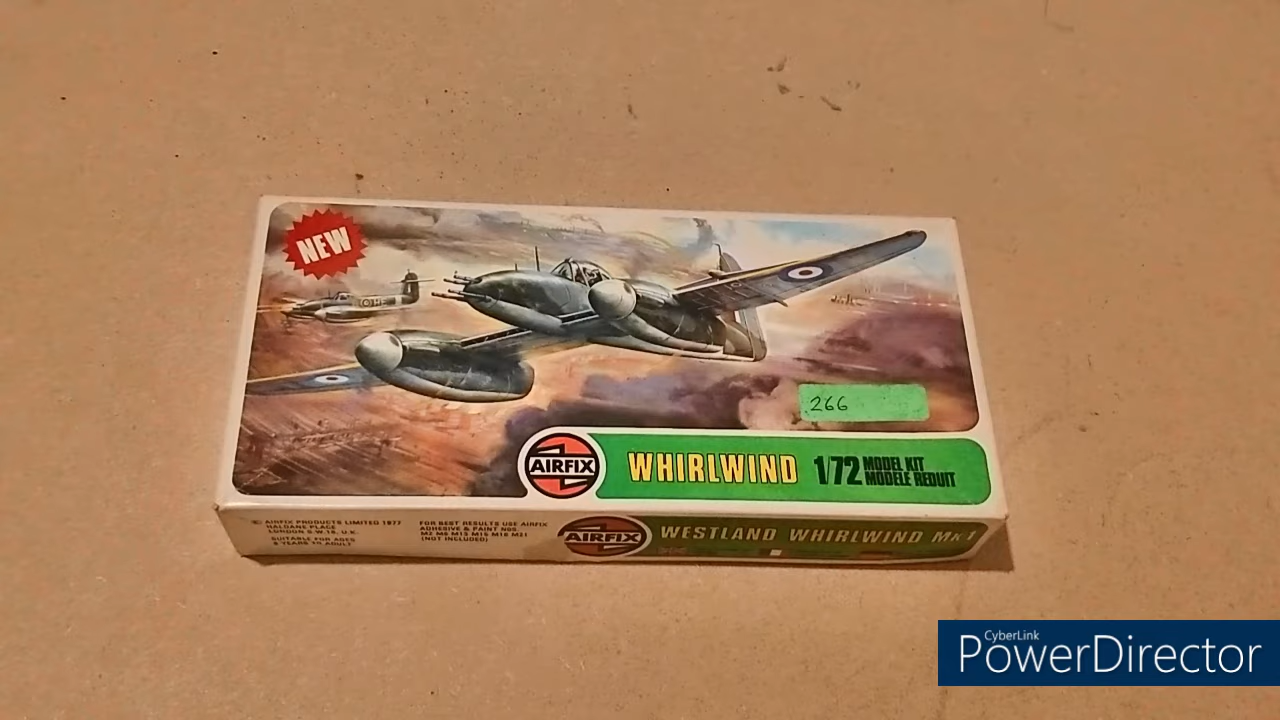 NEW
HE
266
AIRFIX
WHIRLWIND
1/72 MODEL KIT
MODELE REDUIT
© AIRFIX PRODUCTS LIMITED 1977
HALDANE PLACE
LONDON S.W.18. U.K.
SUITABLE FOR AGES
8 YEARS TO ADULT
FOR BEST RESULTS USE AIRFIX
ADHESIVE & PAINT NOS
(NOT INCLUDED)
AIRFIX
WESTLAND WHIRLWIND MK 1
CyberLink
PowerDirector